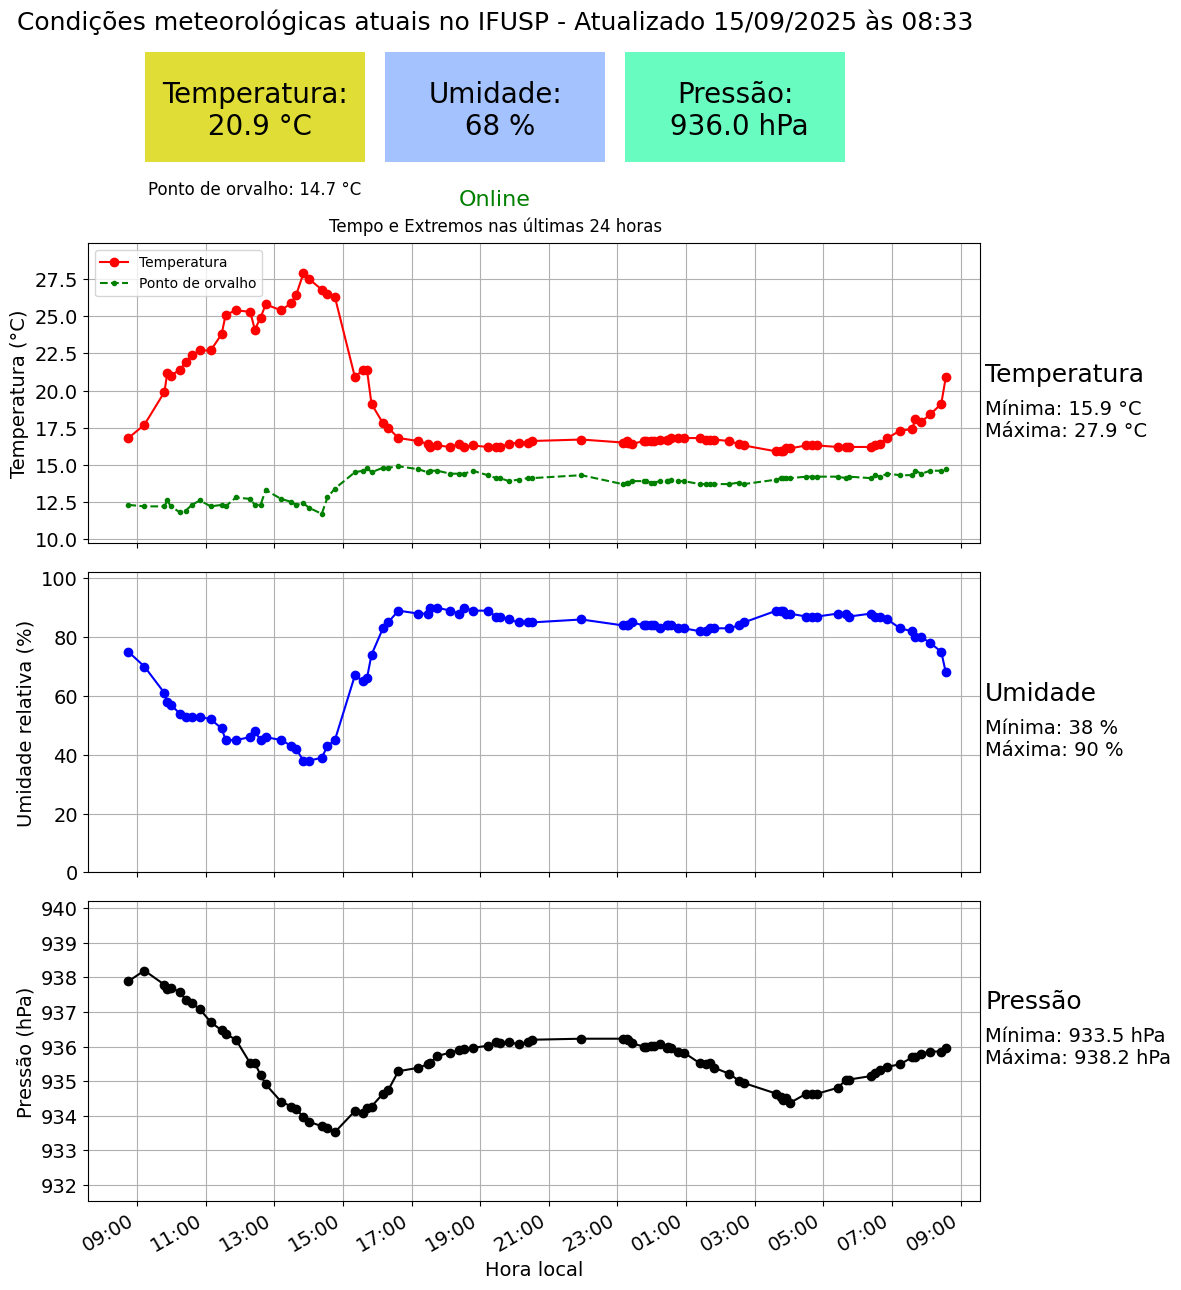 Condições meteorológicas atuais no IFUSP - Atualizado 15/09/2025 às 08:33
Temperatura:
20.9 °C
Umidade:
68 %
Pressão:
936.0 hPa
Ponto de orvalho: 14.7 °C
Online
Tempo e Extremos nas últimas 24 horas
Temperatura
Ponto de orvalho
Temperatura (°C)
27.5
25.0
22.5
20.0
17.5
15.0
12.5
10.0
Temperatura
Mínima: 15.9 °C
Máxima: 27.9 °C
Umidade relativa (%)
100
80
60
40
20
0
Umidade
Mínima: 38 %
Máxima: 90 %
Pressão (hPa)
940
939
938
937
936
935
934
933
932
Pressão
Mínima: 933.5 hPa
Máxima: 938.2 hPa
09:00
11:00
13:00
15:00
17:00
19:00
21:00
23:00
01:00
03:00
05:00
07:00
09:00
Hora local